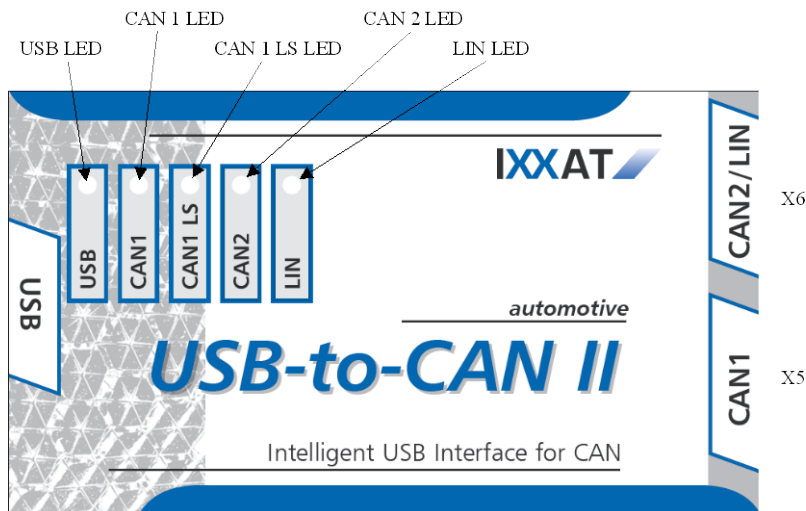 CAN 1 LED
CAN 2 LED
USB LED
CAN 1 LS LED
LIN LED
IXXAT
CAN2/LIN
X6
USB
CAN1
CAN1 LS
CAN2
LIN
USB
automotive
USB-to-CAN II
CAN1
X5
Intelligent USB Interface for CAN